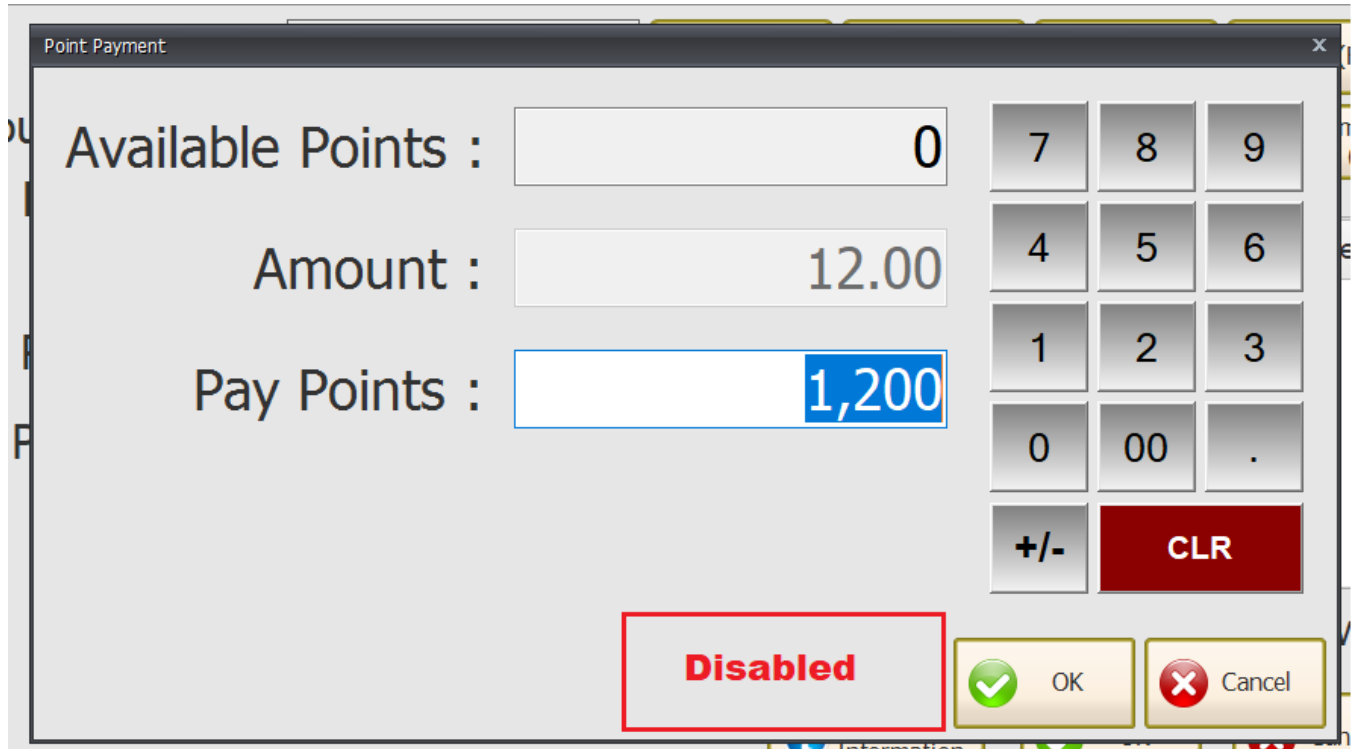 Point Payment x
Available Points : 0 7 8 9
Amount : 12.00 4 5 6
Pay Points : 1,200 1 2 3
0 00 .
+/- CLR
Disabled OK Cancel
Information